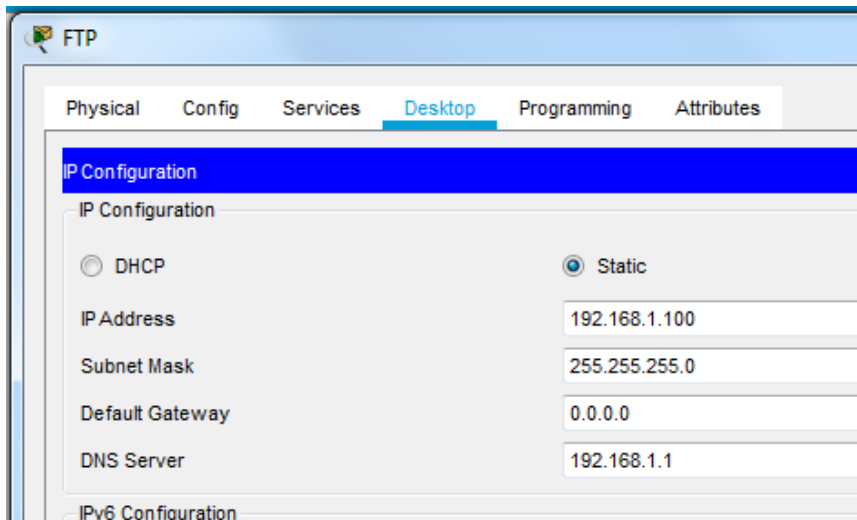 FTP
Physical Config Services Desktop Programming Attributes
IP Configuration
IP Configuration
DHCP Static
IP Address 192.168.1.100
Subnet Mask 255.255.255.0
Default Gateway 0.0.0.0
DNS Server 192.168.1.1
IPv6 Configuration